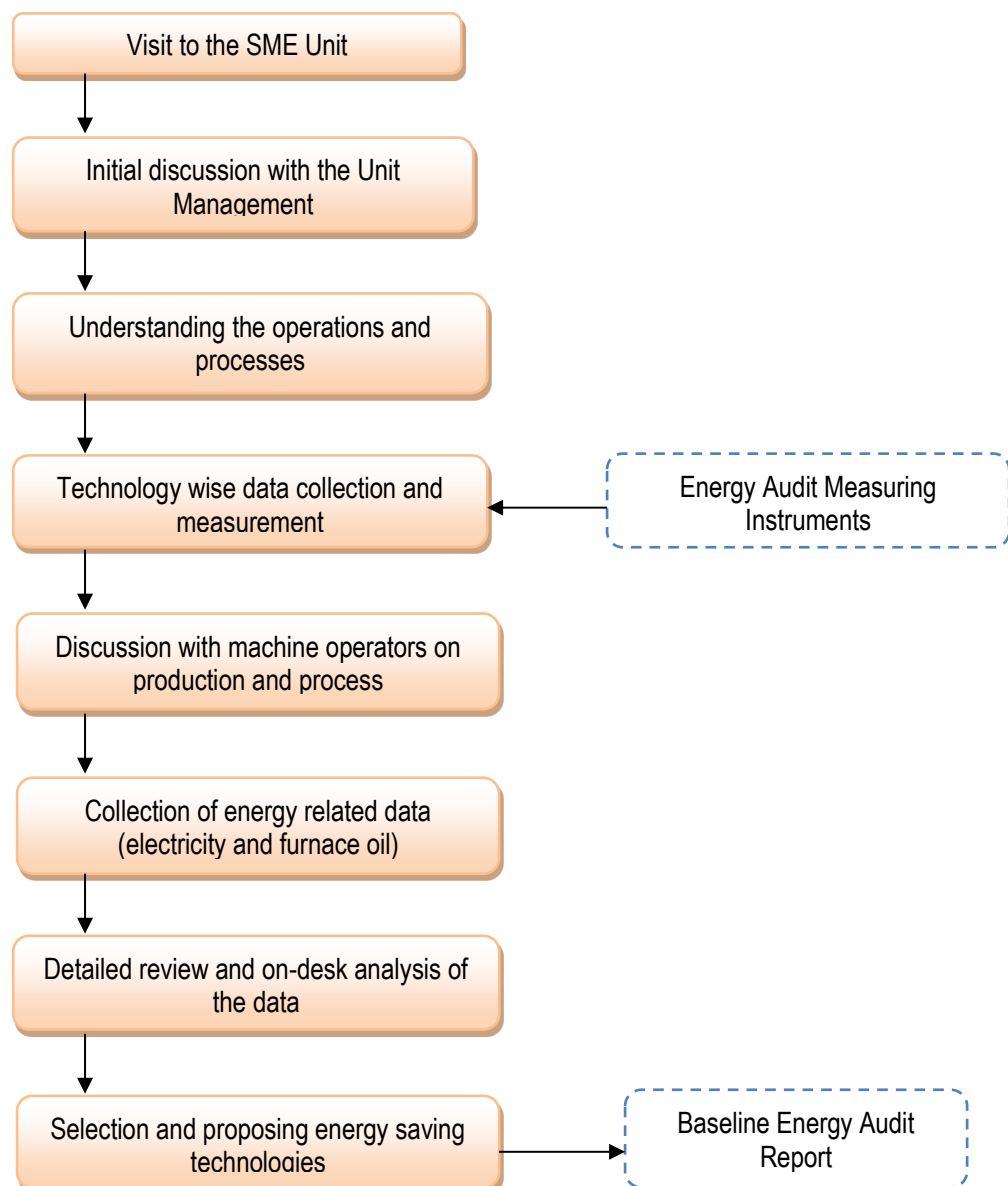 Visit to the SME Unit
Initial discussion with the Unit
Management
Understanding the operations and
processes
Technology wise data collection and
measurement
Energy Audit Measuring
Instruments
Discussion with machine operators on
production and process
Collection of energy related data
(electricity and furnace oil)
Detailed review and on-desk analysis of
the data
Selection and proposing energy saving
technologies
Baseline Energy Audit
Report